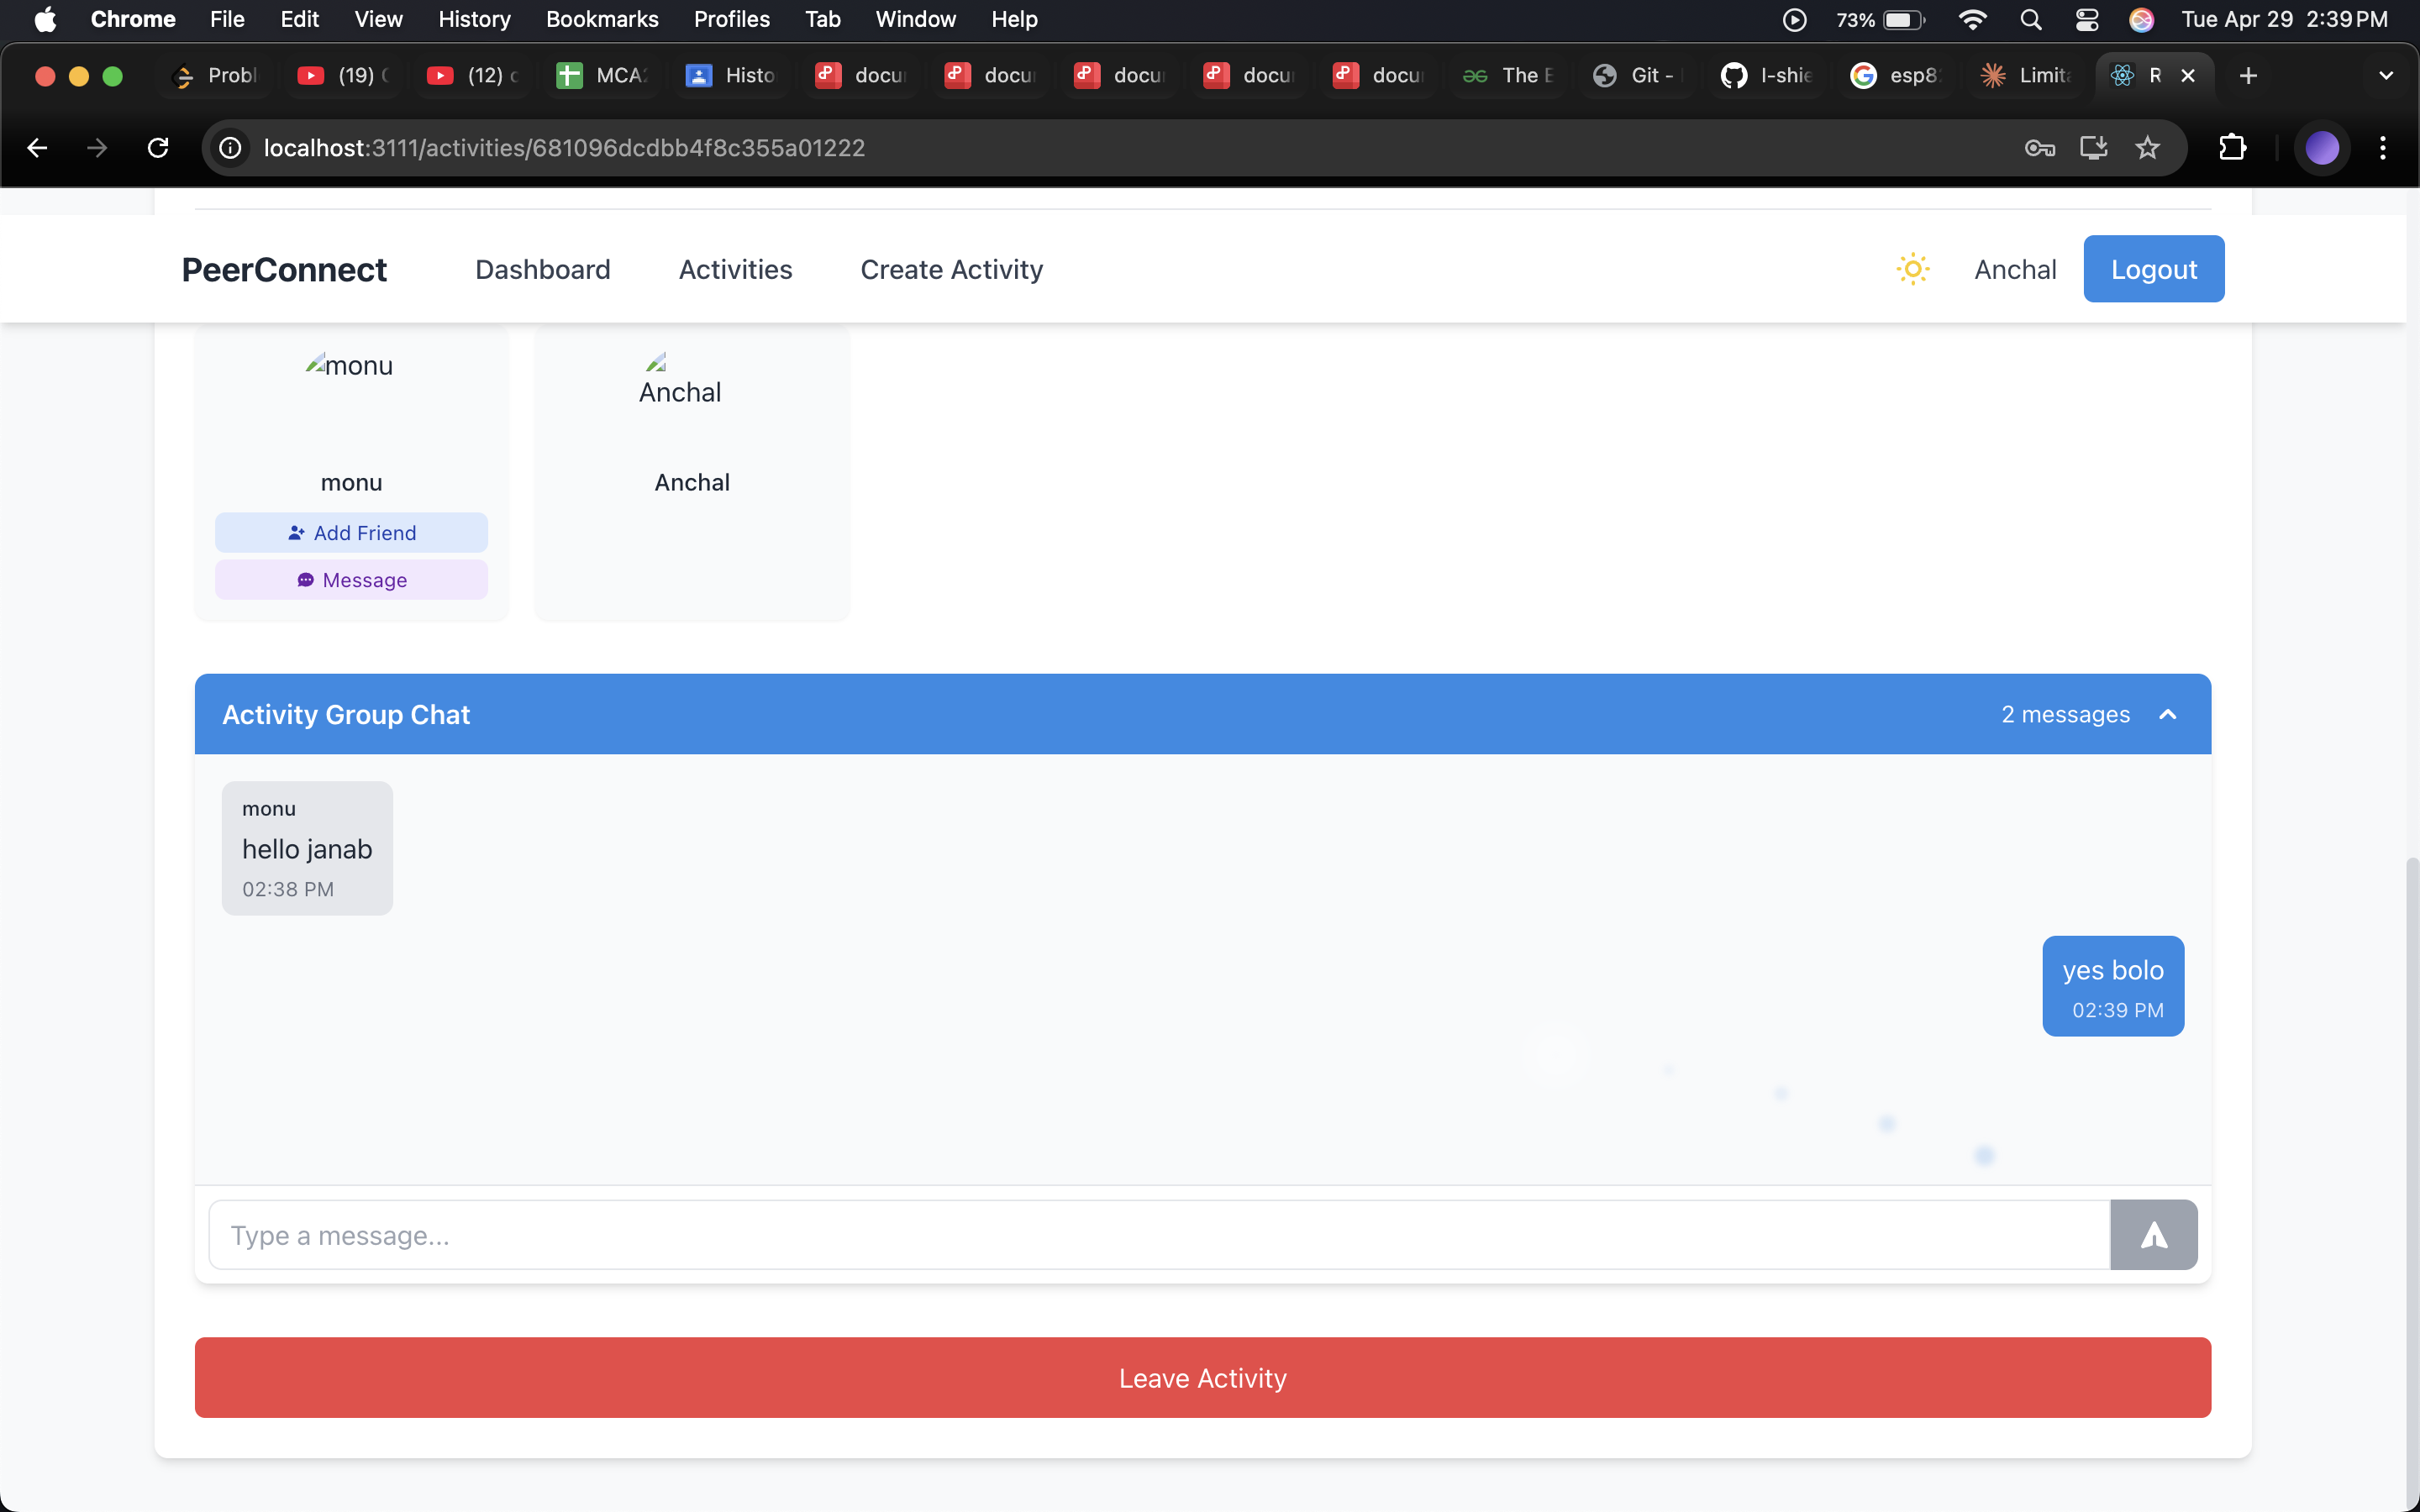 Chrome File Edit View History Bookmarks Profiles Tab Window Help 73% Tue Apr 29 2:39 PM
Probl (19) (12) MCA2 Histo docu docu docu docu docu The E Git - I-shie esp8 Limit R
localhost:3111/activities/681096dcdbb4f8c355a01222
PeerConnect Dashboard Activities Create Activity Anchal Logout
monu
Anchal
monu Anchal
Add Friend
Message
Activity Group Chat 2 messages
monu
hello janab
02:38 PM
yes bolo
02:39 PM
Type a message...
Leave Activity